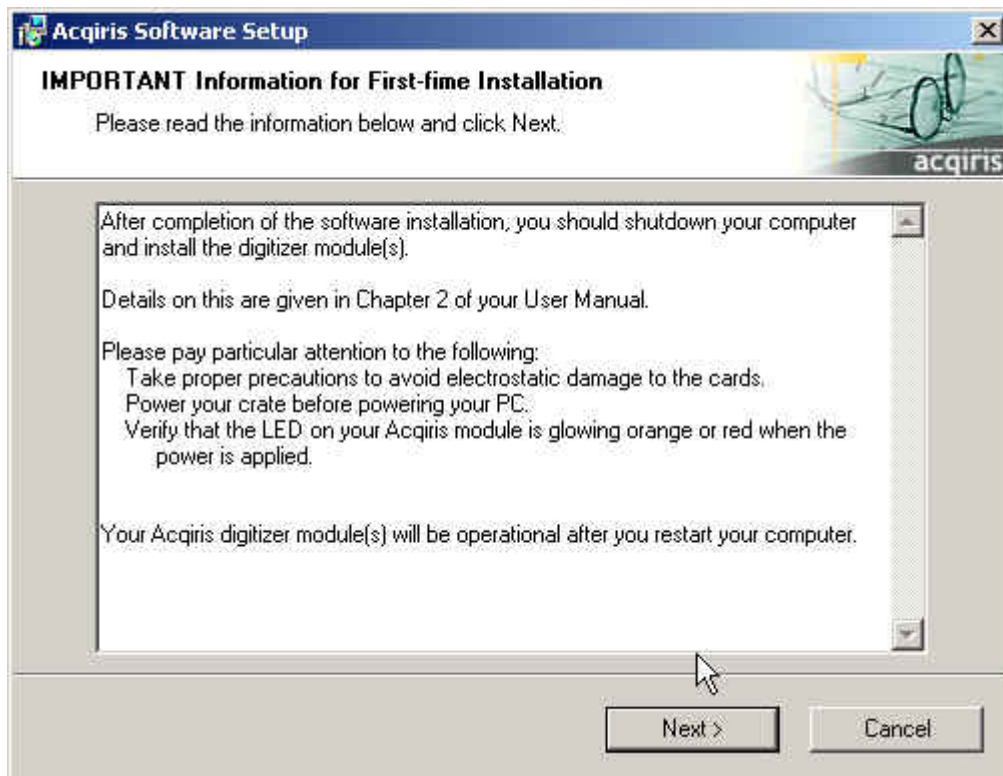 Acqiris Software Setup
IMPORTANT Information for First-fime Installation
Please read the information below and click Next.
acqiris
After completion of the software installation, you should shutdown your computer
and install the digitizer module(s).
Details on this are given in Chapter 2 of your User Manual.
Please pay particular attention to the following:
Take proper precautions to avoid electrostatic damage to the cards.
Power your crate before powering your PC.
Verify that the LED on your Acqiris module is glowing orange or red when the
power is applied.
Your Acqiris digitizer module(s) will be operational after you restart your computer.
Next >
Cancel